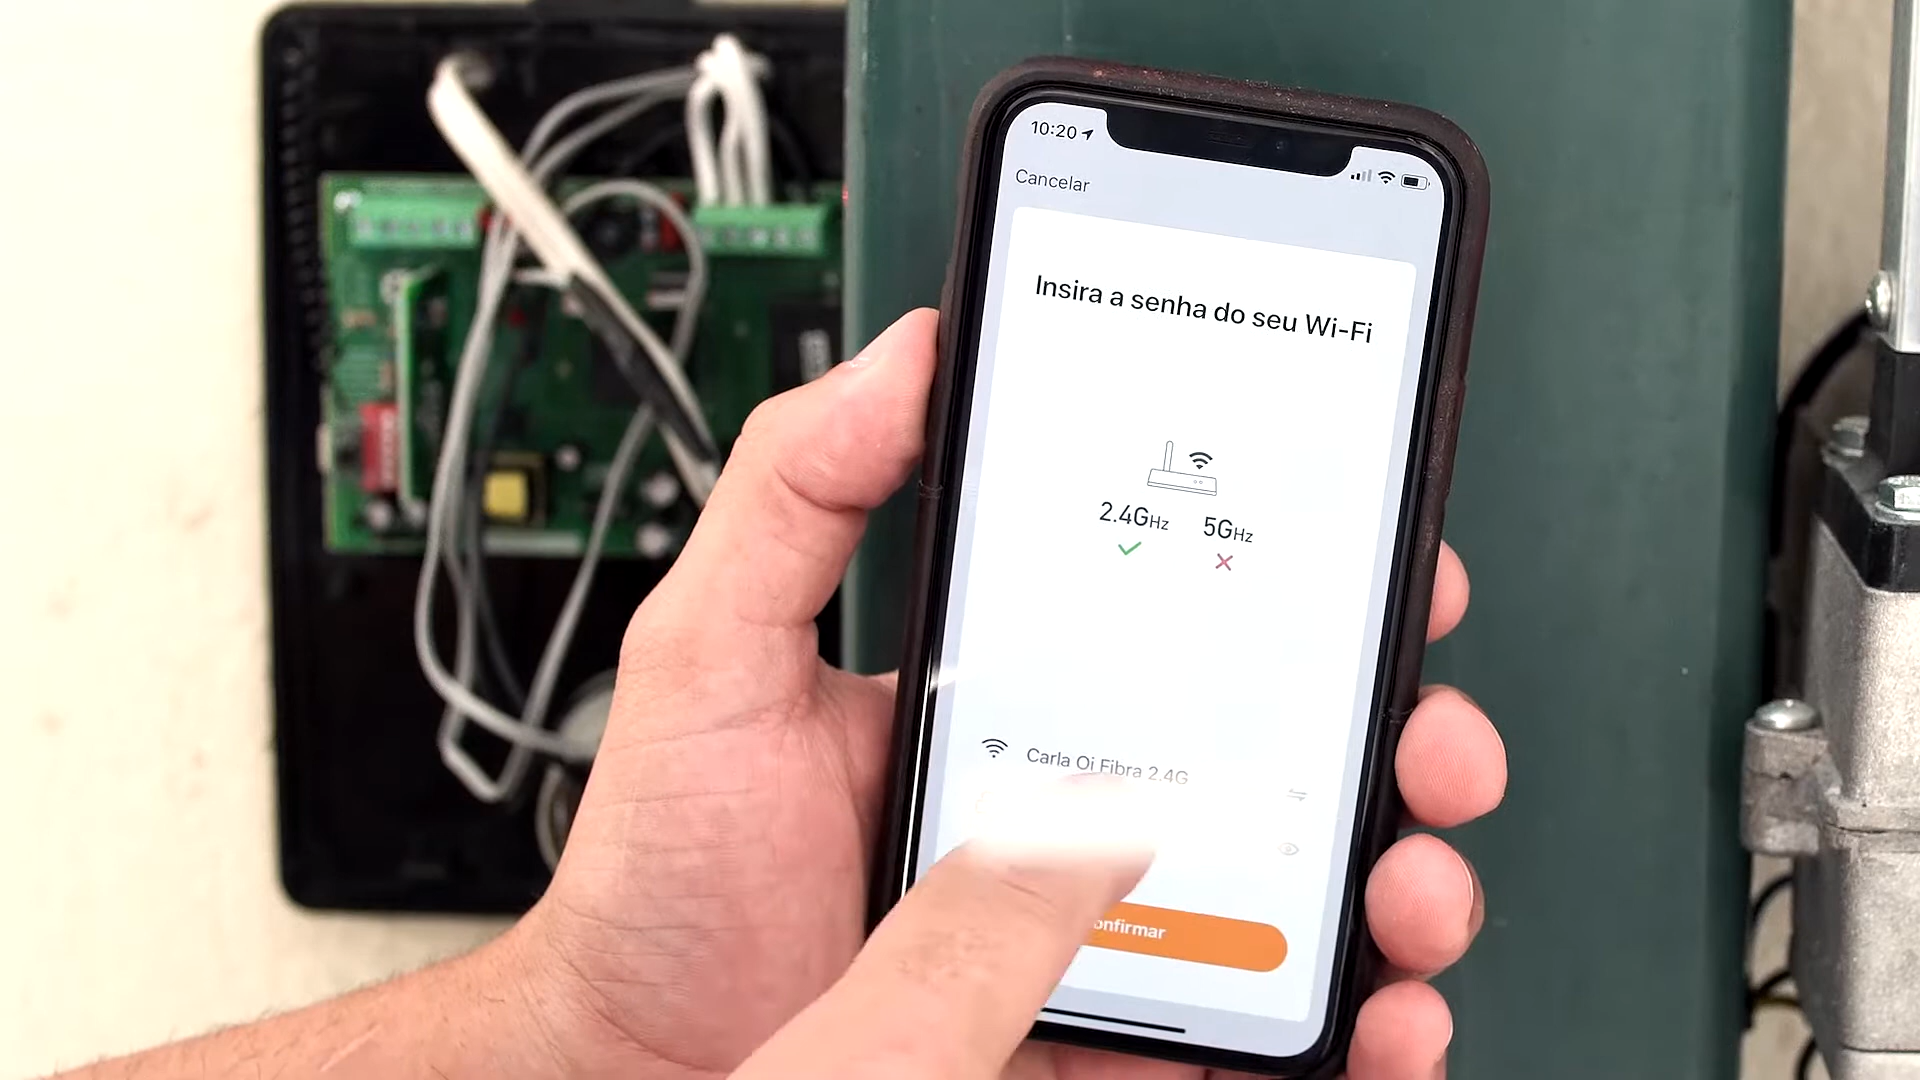 10:20
Cancelar
Insira a senha do seu Wi-Fi
2.4GHz 5GHz
Carla Oi Fibra 2.4G
onfirmar